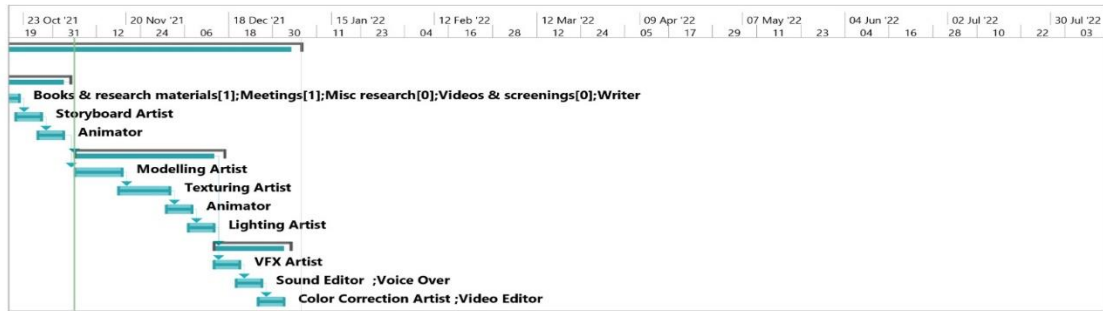 23 Oct '21 20 Nov '21 18 Dec '21 15 Jan '22 12 Feb '22 12 Mar '22 09 Apr '22 07 May '22 04 Jun '22 02 Jul '22 30 Jul '22
19 31 12 24 06 18 30 11 23 04 16 28 12 24 05 17 29 11 23 04 16 28 10 22 03
Books & research materials[1];Meetings[1];Misc research[0];Videos & screenings[0];Writer
Storyboard Artist
Animator
Modelling Artist
Texturing Artist
Animator
Lighting Artist
VFX Artist
Sound Editor ;Voice Over
Color Correction Artist ;Video Editor